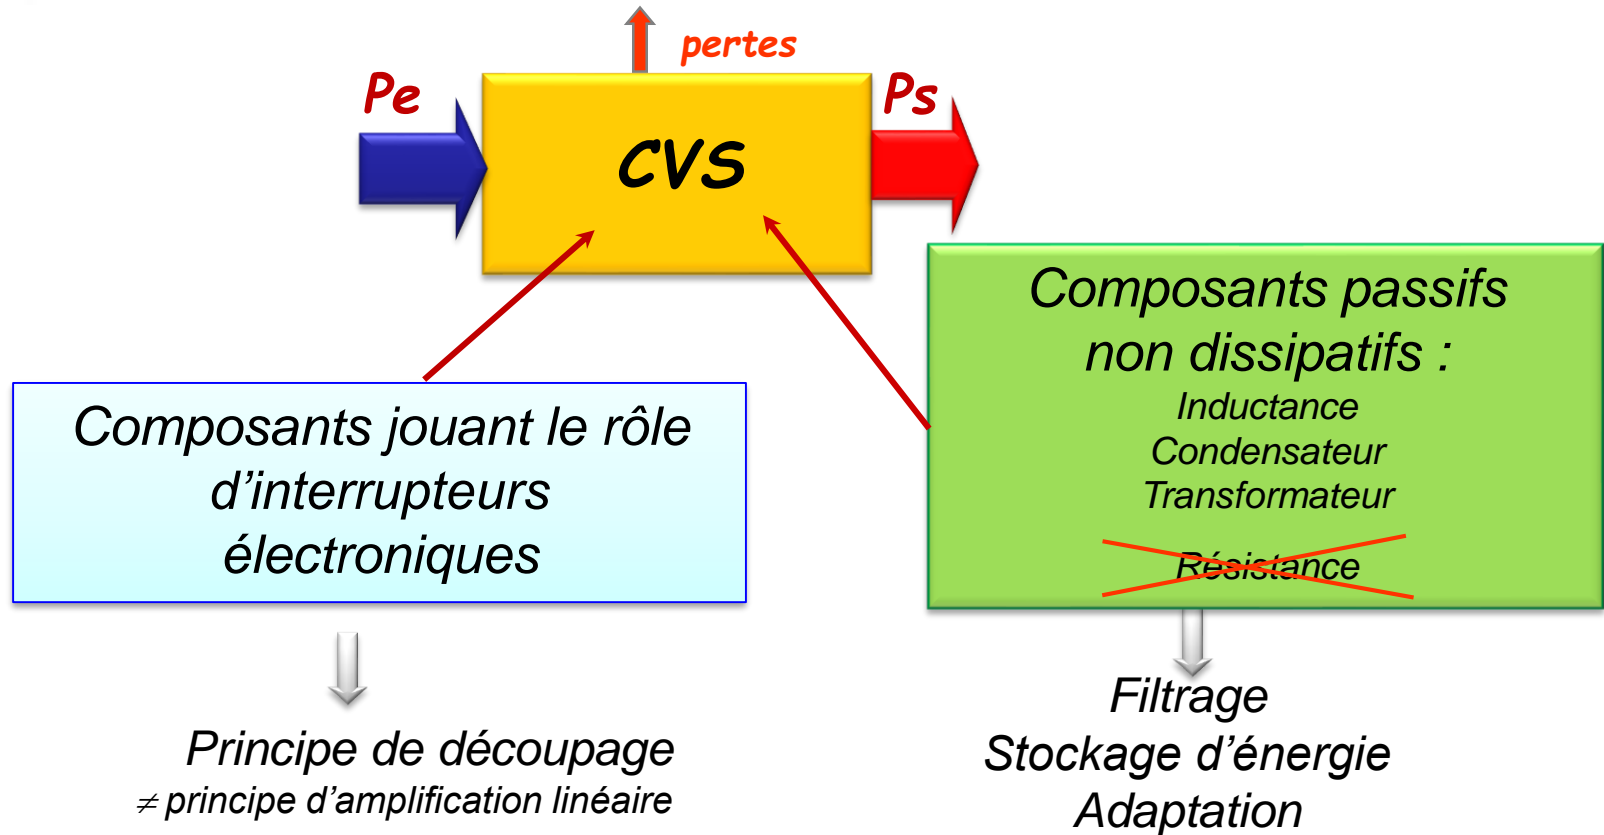 pertes
Pe
Ps
CVS
Composants passifs
non dissipatifs :
Inductance
Condensateur
Transformateur
Résistance
Composants jouant le rôle
d’interrupteurs
électroniques
Filtrage
Stockage d’énergie
Adaptation
Principe de découpage
≠ principe d’amplification linéaire